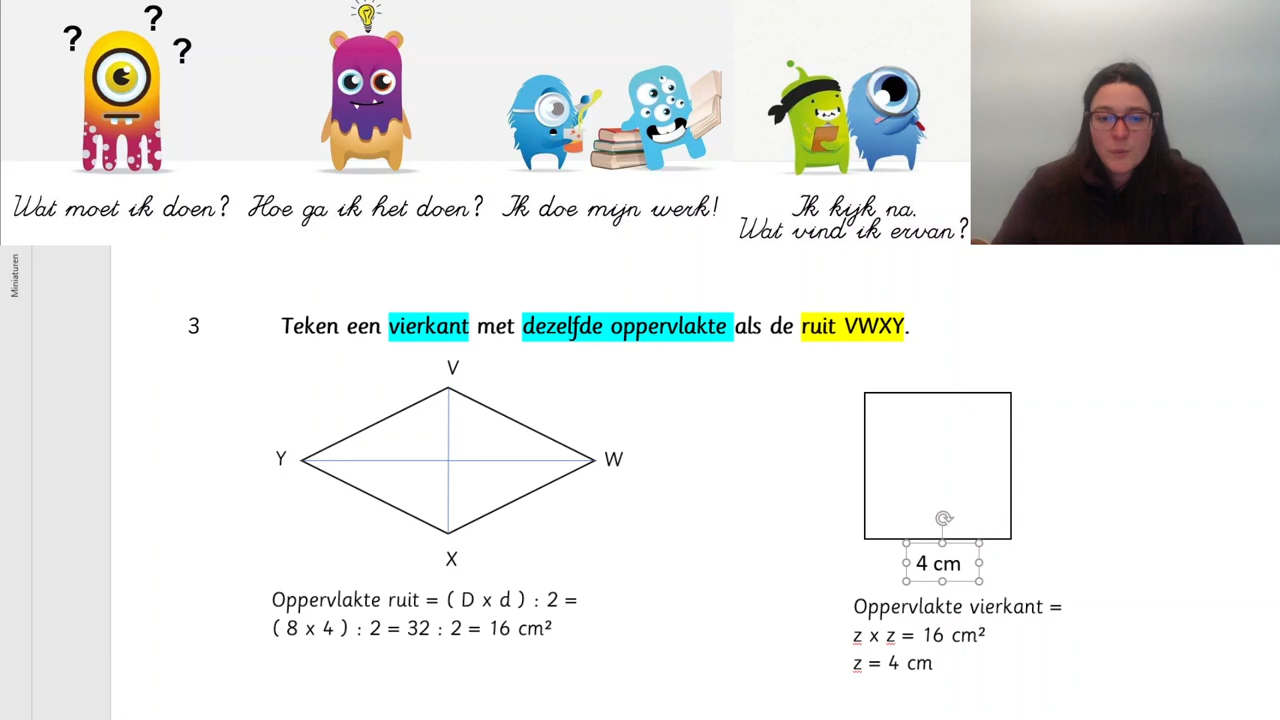 ? ? ?
Wat moet ik doen?
Hoe ga ik het doen?
Ik doe mijn werk!
Ik kijk na.
Wat vind ik ervan?
Miniaturen
3 Teken een vierkant met dezelfde oppervlakte als de ruit VWXY.
V
Y
W
X
4 cm
Oppervlakte ruit = ( D x d ) : 2 =
( 8 x 4 ) : 2 = 32 : 2 = 16 cm²
Oppervlakte vierkant =
z x z = 16 cm²
z = 4 cm